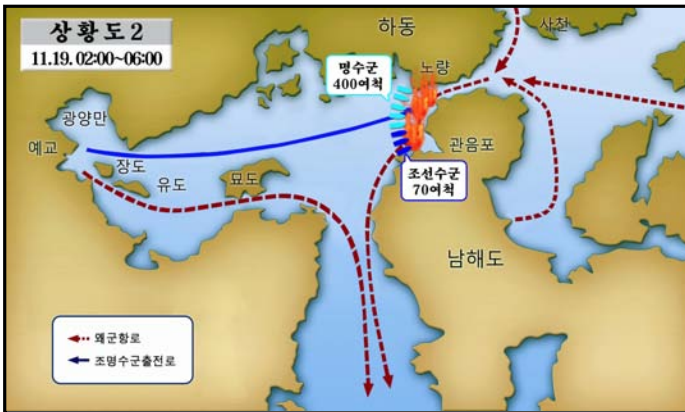 상황도2
11.19. 02:00~06:00
하동
사천
명수군
400여척
노량
광양만
예교
장도
유도
묘도
관음포
조선수군
70여척
남해도
왜군항로
조명수군출전로